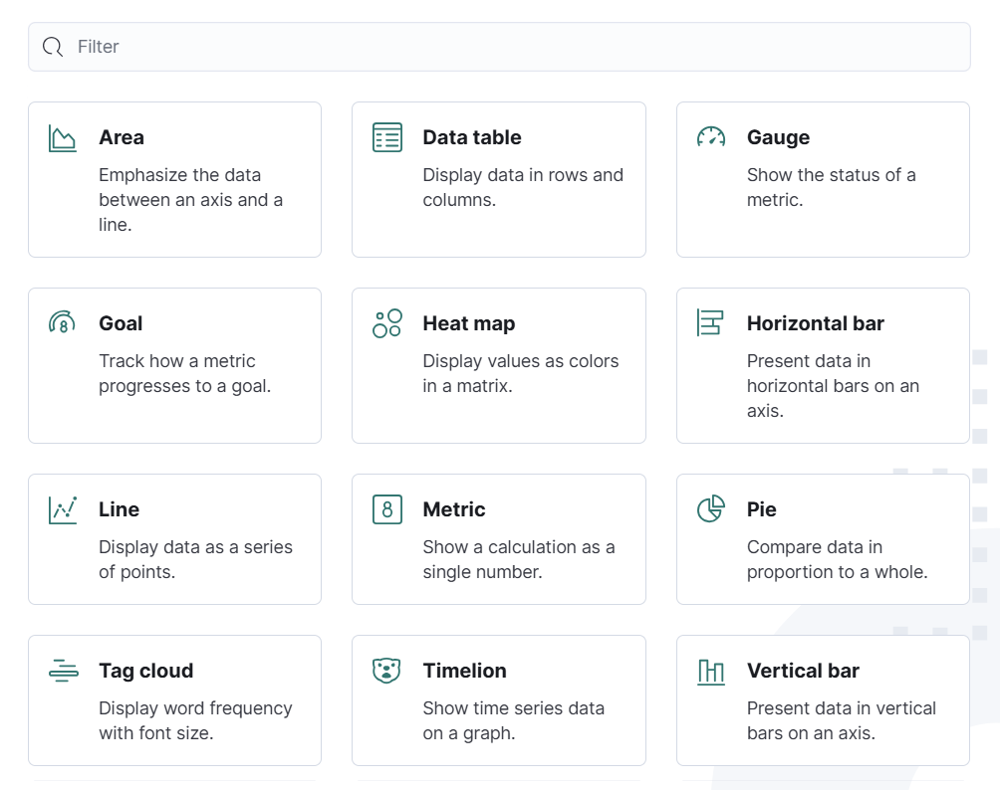 Filter
Area
Emphasize the data
between an axis and a
line.
Data table
Display data in rows and
columns.
Gauge
Show the status of a
metric.
Goal
Track how a metric
progresses to a goal.
Heat map
Display values as colors
in a matrix.
Horizontal bar
Present data in
horizontal bars on an
axis.
Line
Display data as a series
of points.
8
Metric
Show a calculation as a
single number.
Pie
Compare data in
proportion to a whole.
Tag cloud
Display word frequency
with font size.
Timelion
Show time series data
on a graph.
Vertical bar
Present data in vertical
bars on an axis.